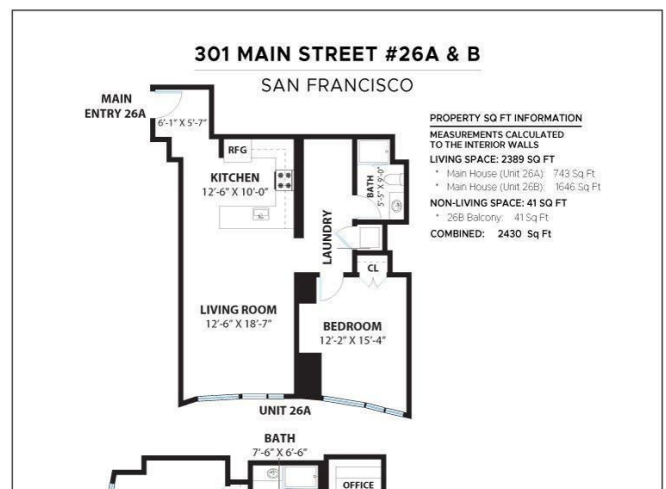 301 MAIN STREET #26A & B
SAN FRANCISCO
MAIN
ENTRY 26A
6'-1" X 5'-7"
RFG
KITCHEN
12'-6" X 10'-0"
BATH
5'-5" X 9'-0"
LAUNDRY
CL
LIVING ROOM
12'-6" X 18'-7"
BEDROOM
12'-2" X 15'-4"
UNIT 26A
PROPERTY SQ FT INFORMATION
MEASUREMENTS CALCULATED
TO THE INTERIOR WALLS
LIVING SPACE: 2389 SQ FT
* Main House (Unit 26A): 743 Sq Ft
* Main House (Unit 26B): 1646 Sq Ft
NON-LIVING SPACE: 41 SQ FT
* 26B Balcony: 41 Sq Ft
COMBINED: 2430 Sq Ft
BATH
7'-6" X 6'-6"
OFFICE